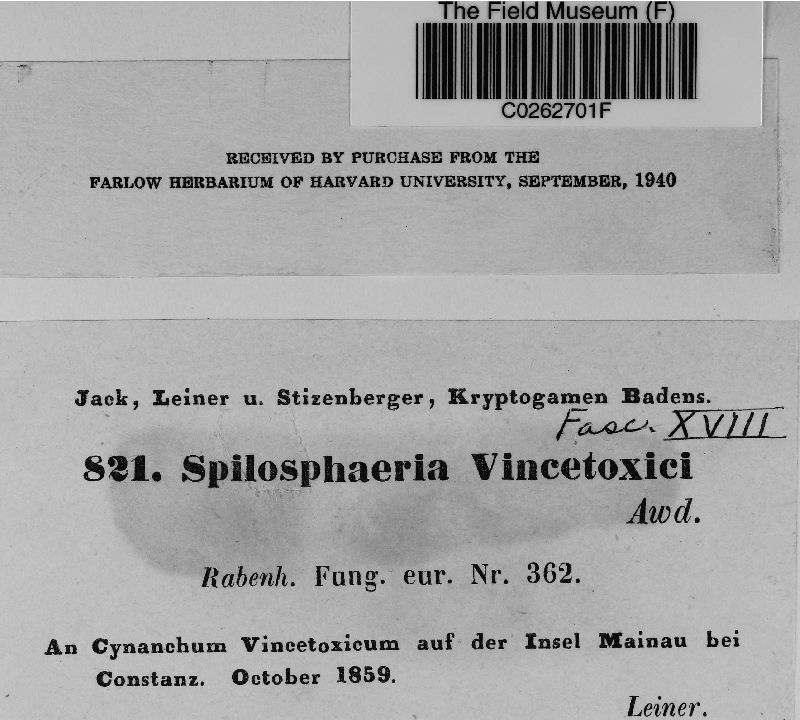 The Field Museum (F)
C0262701F
RECEIVED BY PURCHASE FROM THE
FARLOW HERBARIUM OF HARVARD UNIVERSITY, SEPTEMBER, 1940
Jack, Leiner u. Stizenberger, Kryptogamen Badens.
Fasc. XVIII
821. Spilosphaeria Vincetoxici
Awd.
Rabenh. Fung. eur. Nr. 362.
An Cynanchum Vincetoxicum auf der Insel Mainau bei
Constanz. October 1859.
Leiner.